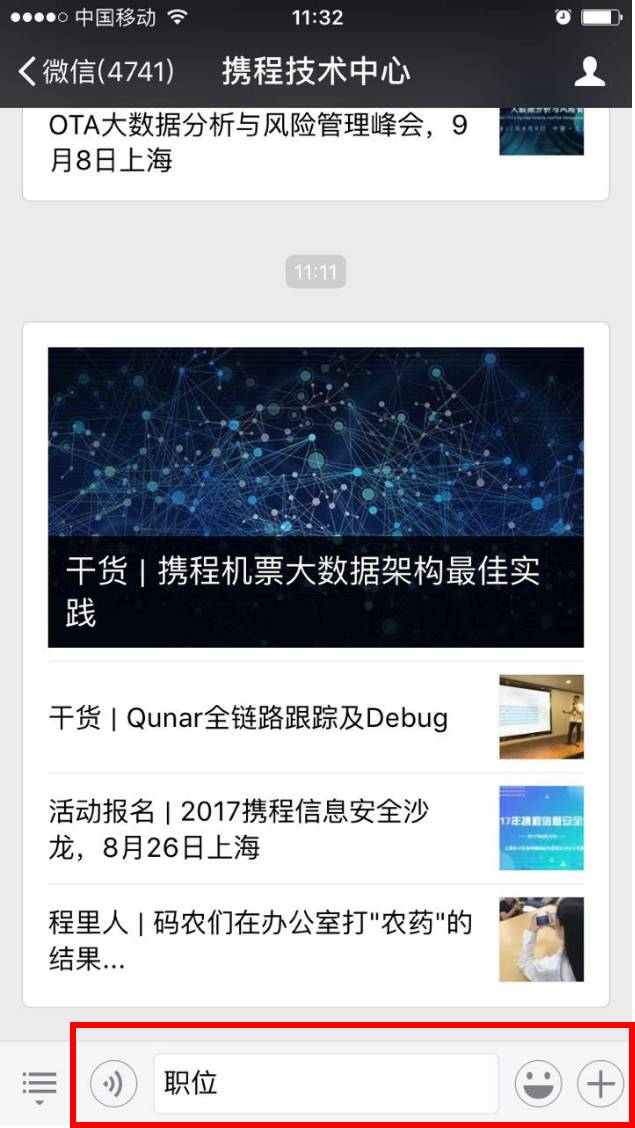 中国移动
11:32
微信(4741)
携程技术中心
OTA大数据分析与风险管理峰会，9
月8日上海
11:11
干货 | 携程机票大数据架构最佳实
践
干货 | Qunar全链路跟踪及Debug
活动报名 | 2017携程信息安全沙
龙，8月26日上海
17年携程信息安全
程里人 | 码农们在办公室打"农药"的
结果...
职位